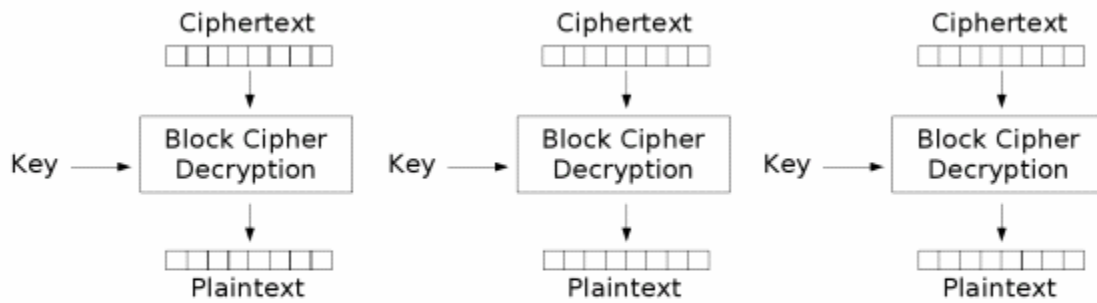 Ciphertext Ciphertext Ciphertext
Key Block Cipher Decryption Key Block Cipher Decryption Key Block Cipher Decryption
Plaintext Plaintext Plaintext